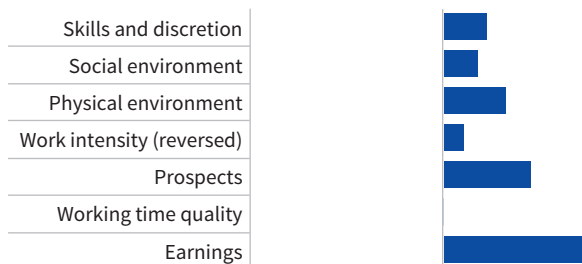 Skills and discretion
Social environment
Physical environment
Work intensity (reversed)
Prospects
Working time quality
Earnings